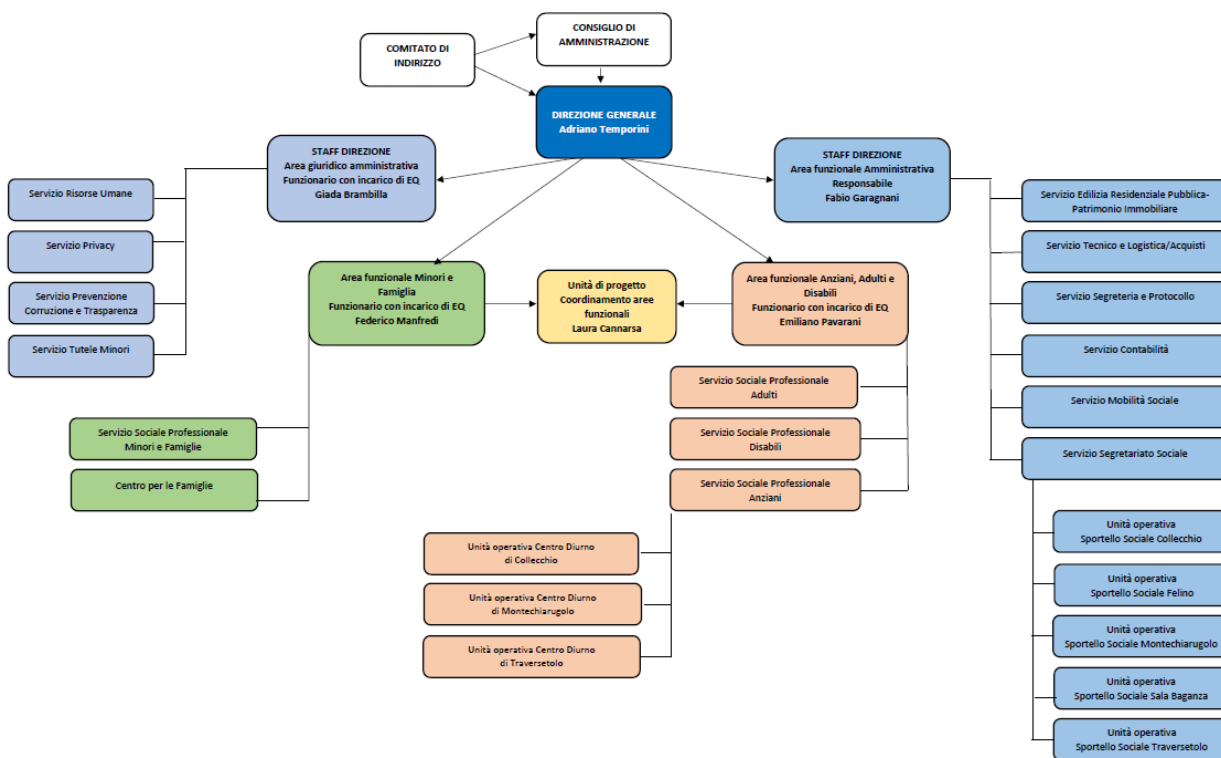 CONSIGLIO DI
AMMINISTRAZIONE
COMITATO DI
INDIRIZZO
DIREZIONE GENERALE
Adriano Temporini
STAFF DIREZIONE
Area giuridico amministrativa
Funzionario con incarico di EQ
Giada Brambilla
STAFF DIREZIONE
Area funzionale Amministrativa
Responsabile
Fabio Garagnani
Servizio Risorse Umane
Servizio Privacy
Servizio Prevenzione
Corruzione e Trasparenza
Servizio Tutele Minori
Servizio Edilizia Residenziale Pubblica-
Patrimonio Immobiliare
Servizio Tecnico e Logistica/Acquisti
Servizio Segreteria e Protocollo
Servizio Contabilità
Servizio Mobilità Sociale
Servizio Segretariato Sociale
Area funzionale Minori e
Famiglia
Funzionario con incarico di EQ
Federico Manfredi
Unità di progetto
Coordinamento aree
funzionali
Laura Cannarsa
Area funzionale Anziani, Adulti e
Disabili
Funzionario con incarico di EQ
Emiliano Pavarani
Servizio Sociale Professionale
Minori e Famiglie
Centro per le Famiglie
Servizio Sociale Professionale
Adulti
Servizio Sociale Professionale
Disabili
Servizio Sociale Professionale
Anziani
Unità operativa Centro Diurno
di Collecchio
Unità operativa Centro Diurno
di Montechiarugolo
Unità operativa Centro Diurno
di Traversetolo
Unità operativa
Sportello Sociale Collecchio
Unità operativa
Sportello Sociale Felino
Unità operativa
Sportello Sociale Montechiarugolo
Unità operativa
Sportello Sociale Sala Baganza
Unità operativa
Sportello Sociale Traversetolo